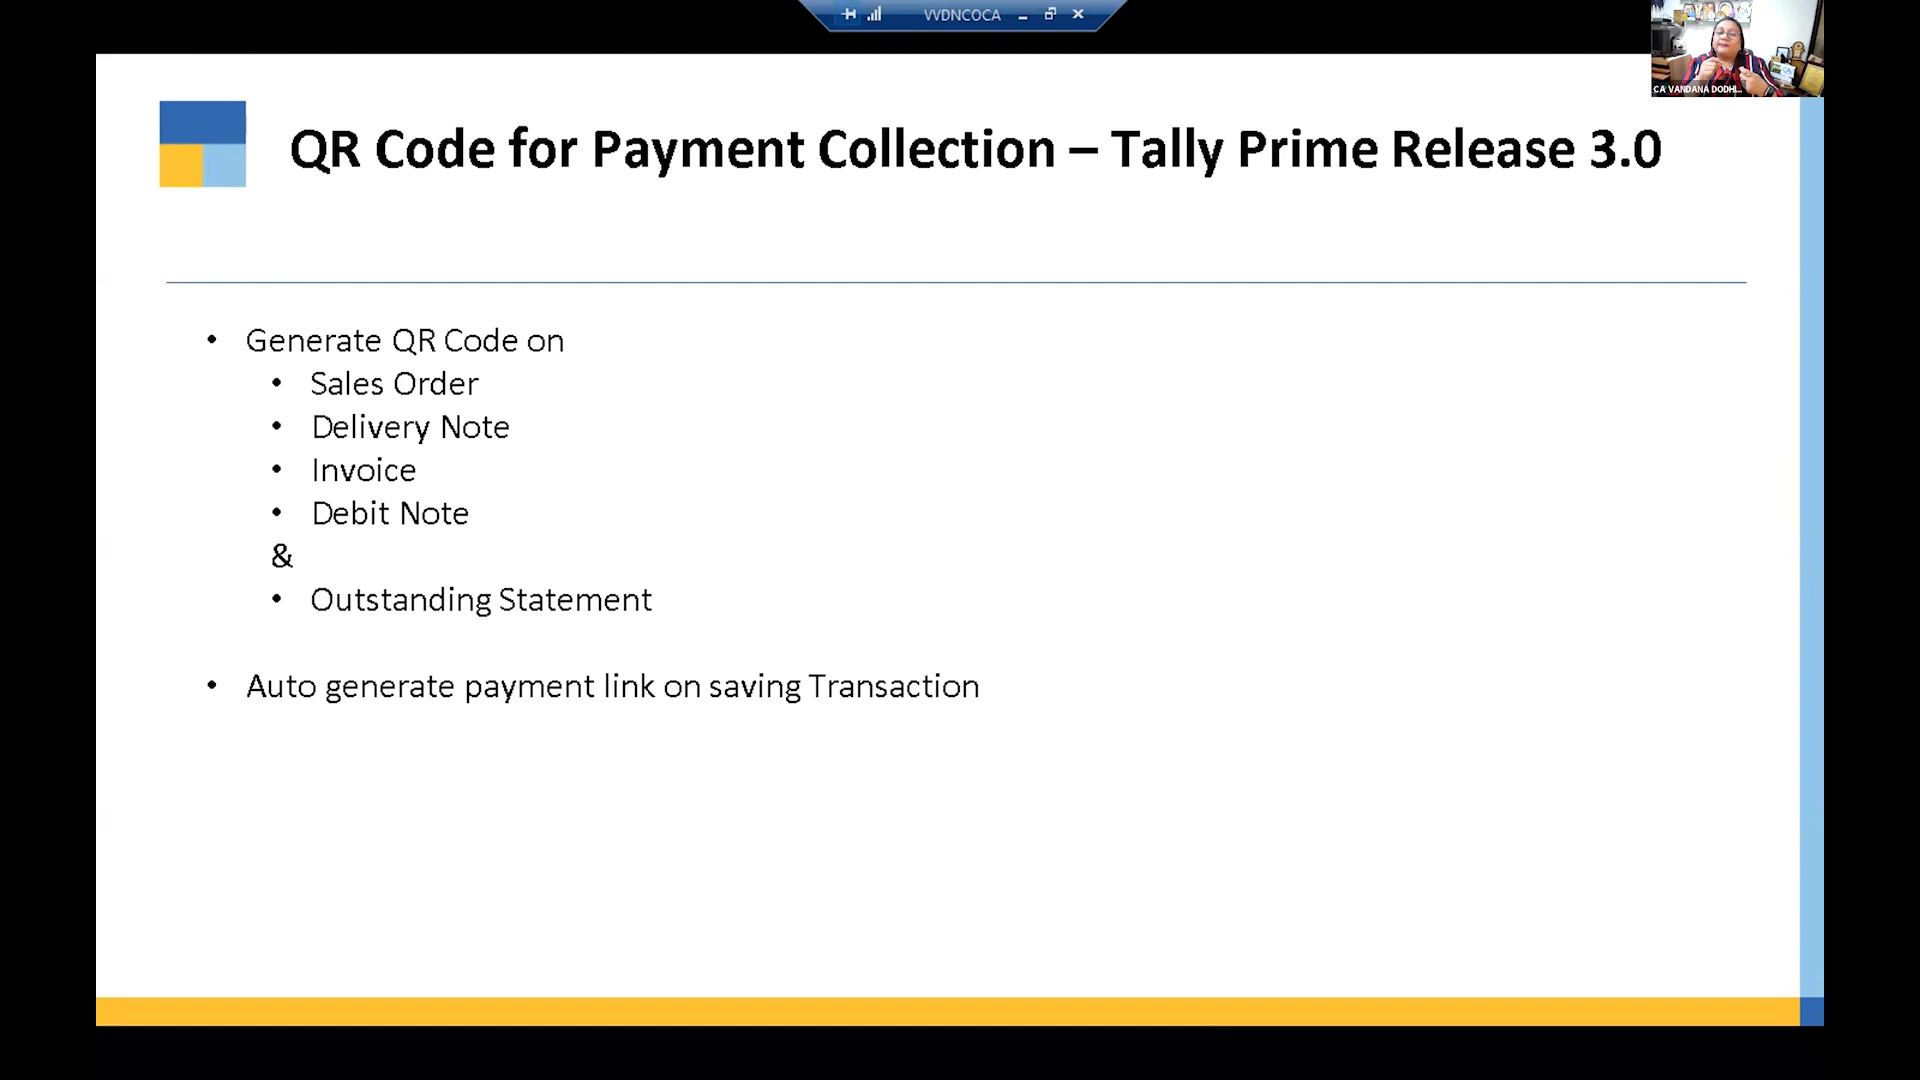 VVDNCOCA
CA VANDANA DODHI...
QR Code for Payment Collection – Tally Prime Release 3.0
• Generate QR Code on
• Sales Order
• Delivery Note
• Invoice
• Debit Note
&
• Outstanding Statement
• Auto generate payment link on saving Transaction